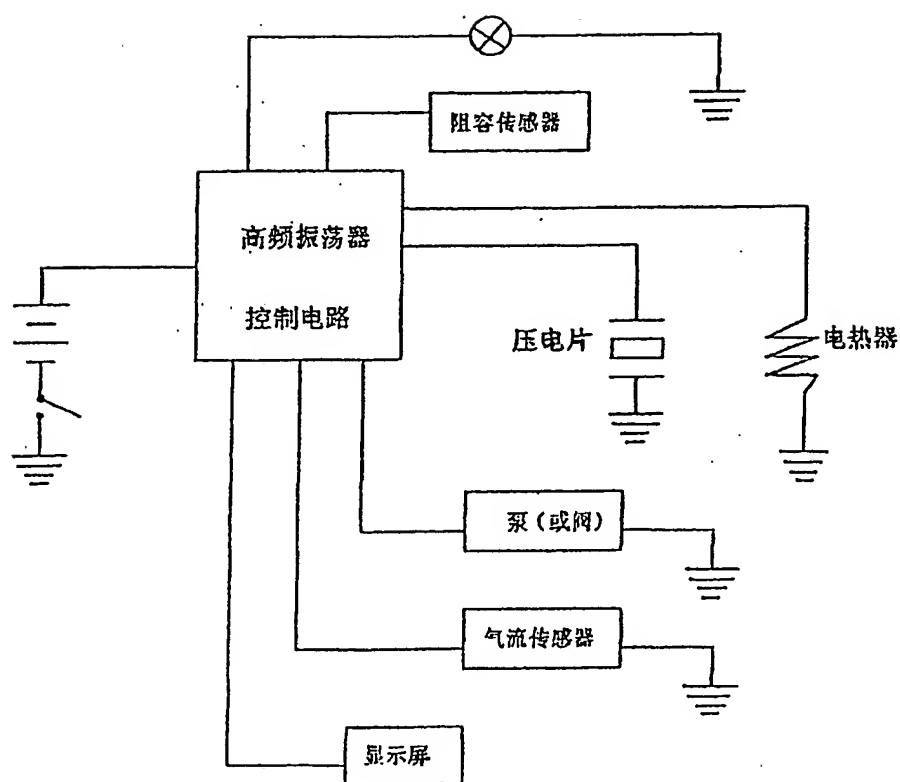 阻容传感器
高频振荡器
控制电路
压电片
电热器
泵(或阀)
气流传感器
显示屏